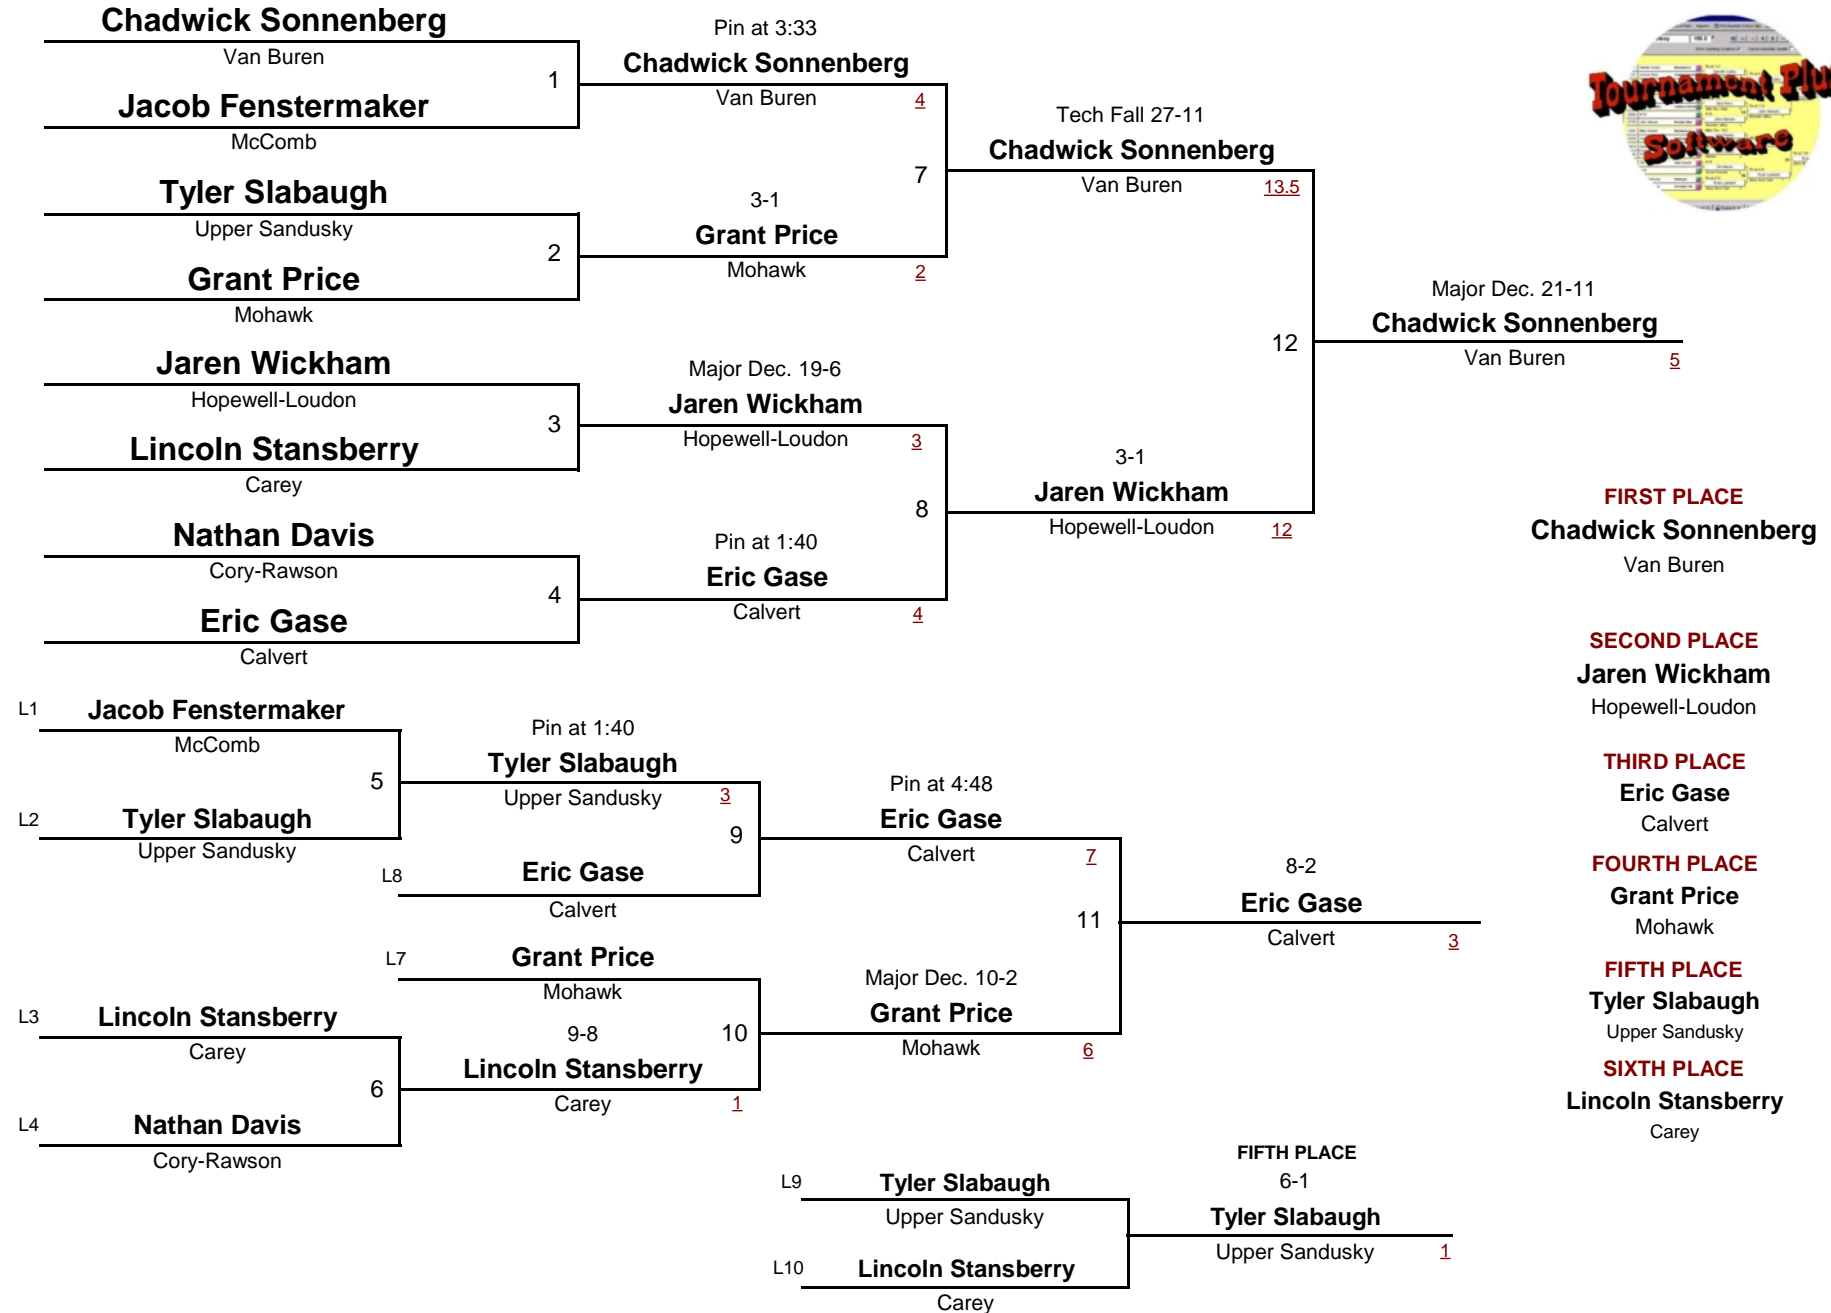 Chadwick Sonnenberg
Van Buren
1
Jacob Fenstermaker
McComb
Tyler Slabaugh
Upper Sandusky
2
Grant Price
Mohawk
Jaren Wickham
Hopewell-Loudon
3
Lincoln Stansberry
Carey
Nathan Davis
Cory-Rawson
4
Eric Gase
Calvert
Pin at 3:33
Chadwick Sonnenberg
Van Buren 4
7
3-1
Grant Price
Mohawk 2
Major Dec. 19-6
Jaren Wickham
Hopewell-Loudon 3
8
Pin at 1:40
Eric Gase
Calvert 4
Tech Fall 27-11
Chadwick Sonnenberg
Van Buren 13.5
12
3-1
Jaren Wickham
Hopewell-Loudon 12
Major Dec. 21-11
Chadwick Sonnenberg
Van Buren 5
Tournament Plu
Software
L1 Jacob Fenstermaker
McComb
5
L2 Tyler Slabaugh
Upper Sandusky
L3 Lincoln Stansberry
Carey
6
L4 Nathan Davis
Cory-Rawson
Pin at 1:40
Tyler Slabaugh
Upper Sandusky 3
9
L8 Eric Gase
Calvert
L7 Grant Price
Mohawk
9-8 10
Lincoln Stansberry
Carey 1
Pin at 4:48
Eric Gase
Calvert 7
11
Major Dec. 10-2
Grant Price
Mohawk 6
8-2
Eric Gase
Calvert 3
L9 Tyler Slabaugh
Upper Sandusky
L10 Lincoln Stansberry
Carey
FIFTH PLACE
6-1
Tyler Slabaugh
Upper Sandusky 1
FIRST PLACE
Chadwick Sonnenberg
Van Buren
SECOND PLACE
Jaren Wickham
Hopewell-Loudon
THIRD PLACE
Eric Gase
Calvert
FOURTH PLACE
Grant Price
Mohawk
FIFTH PLACE
Tyler Slabaugh
Upper Sandusky
SIXTH PLACE
Lincoln Stansberry
Carey